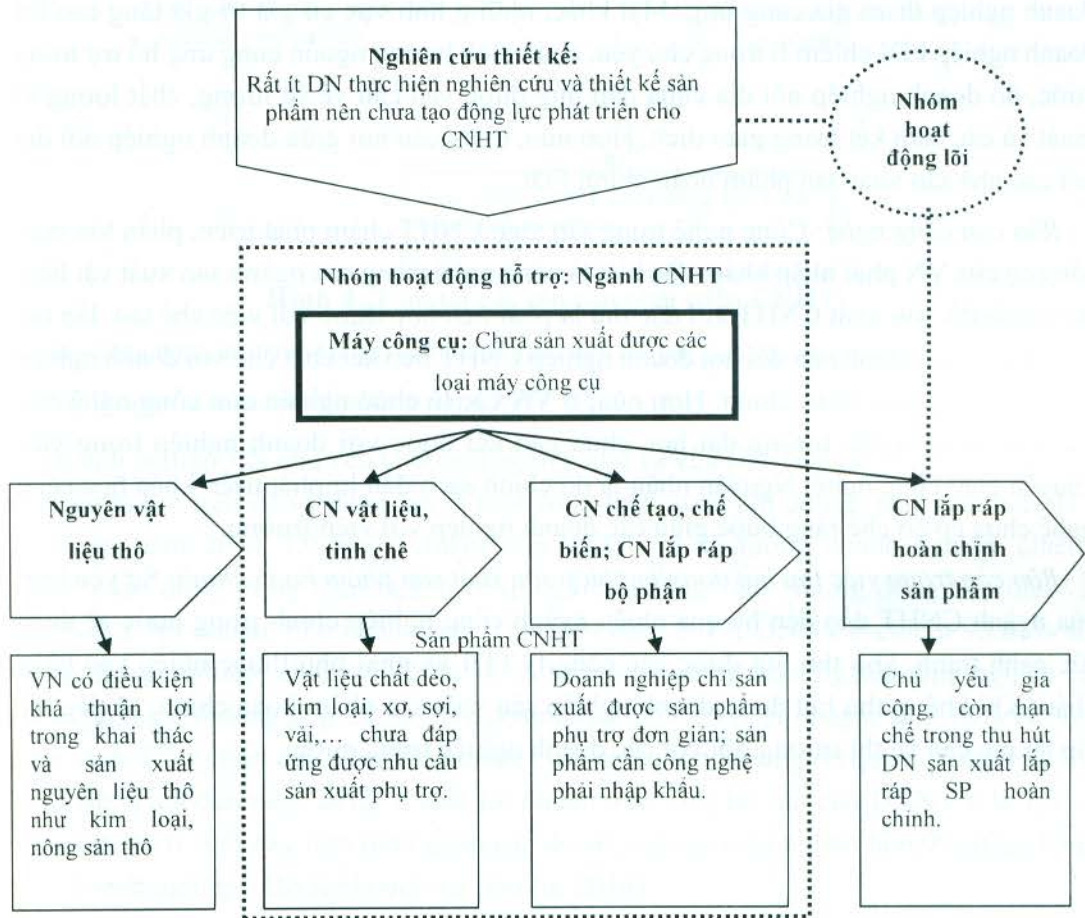 Nghiên cứu thiết kế:
Rất ít DN thực hiện nghiên cứu và thiết kế sản
phẩm nên chưa tạo động lực phát triển cho
CNHT
Nhóm
hoạt
động lõi
Nhóm hoạt động hỗ trợ: Ngành CNHT
Máy công cụ: Chưa sản xuất được các
loại máy công cụ
Nguyên vật
liệu thô
CN vật liệu,
tinh chế
CN chế tạo, chế
biến; CN lắp ráp
bộ phận
CN lắp ráp
hoàn chỉnh
sản phẩm
Sản phẩm CNHT
VN có điều kiện
khá thuận lợi
trong khai thác
và sản xuất
nguyên liệu thô
như kim loại,
nông sản thô
Vật liệu chất dẻo,
kim loại, xơ, sợi,
vải,... chưa đáp
ứng được nhu cầu
sản xuất phụ trợ.
Doanh nghiệp chỉ sản
xuất được sản phẩm
phụ trợ đơn giản; sản
phẩm cần công nghệ
phải nhập khẩu.
Chủ yếu gia
công, còn hạn
chế trong thu hút
DN sản xuất lắp
ráp SP hoàn
chỉnh.